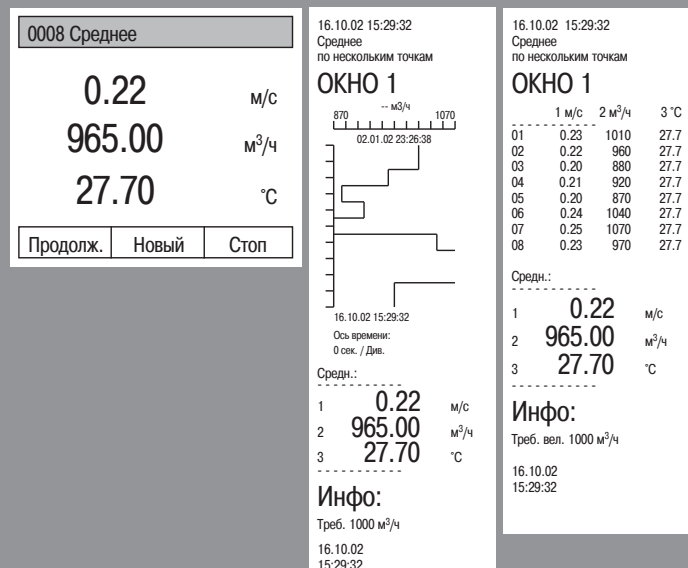 0008 Среднее
0.22 м/с
965.00 м³/ч
27.70 °C
Продолж. Новый Стоп
16.10.02 15:29:32
Среднее
по нескольким точкам
ОКНО 1
-- м3/ч
870 1070
02.01.02 23:26:38
16.10.02 15:29:32
Ось времени:
0 сек. / Див.
Средн.:
1 0.22 м/с
2 965.00 м³/ч
3 27.70 °C
Инфо:
Треб. 1000 м³/ч
16.10.02
15:29:32
16.10.02 15:29:32
Среднее
по нескольким точкам
ОКНО 1
1 м/с 2 м³/ч 3 °C
01 0.23 1010 27.7
02 0.22 960 27.7
03 0.20 880 27.7
04 0.21 920 27.7
05 0.20 870 27.7
06 0.24 1040 27.7
07 0.25 1070 27.7
08 0.23 970 27.7
Средн.:
1 0.22 м/с
2 965.00 м³/ч
3 27.70 °C
Инфо:
Треб. вел. 1000 м³/ч
16.10.02
15:29:32